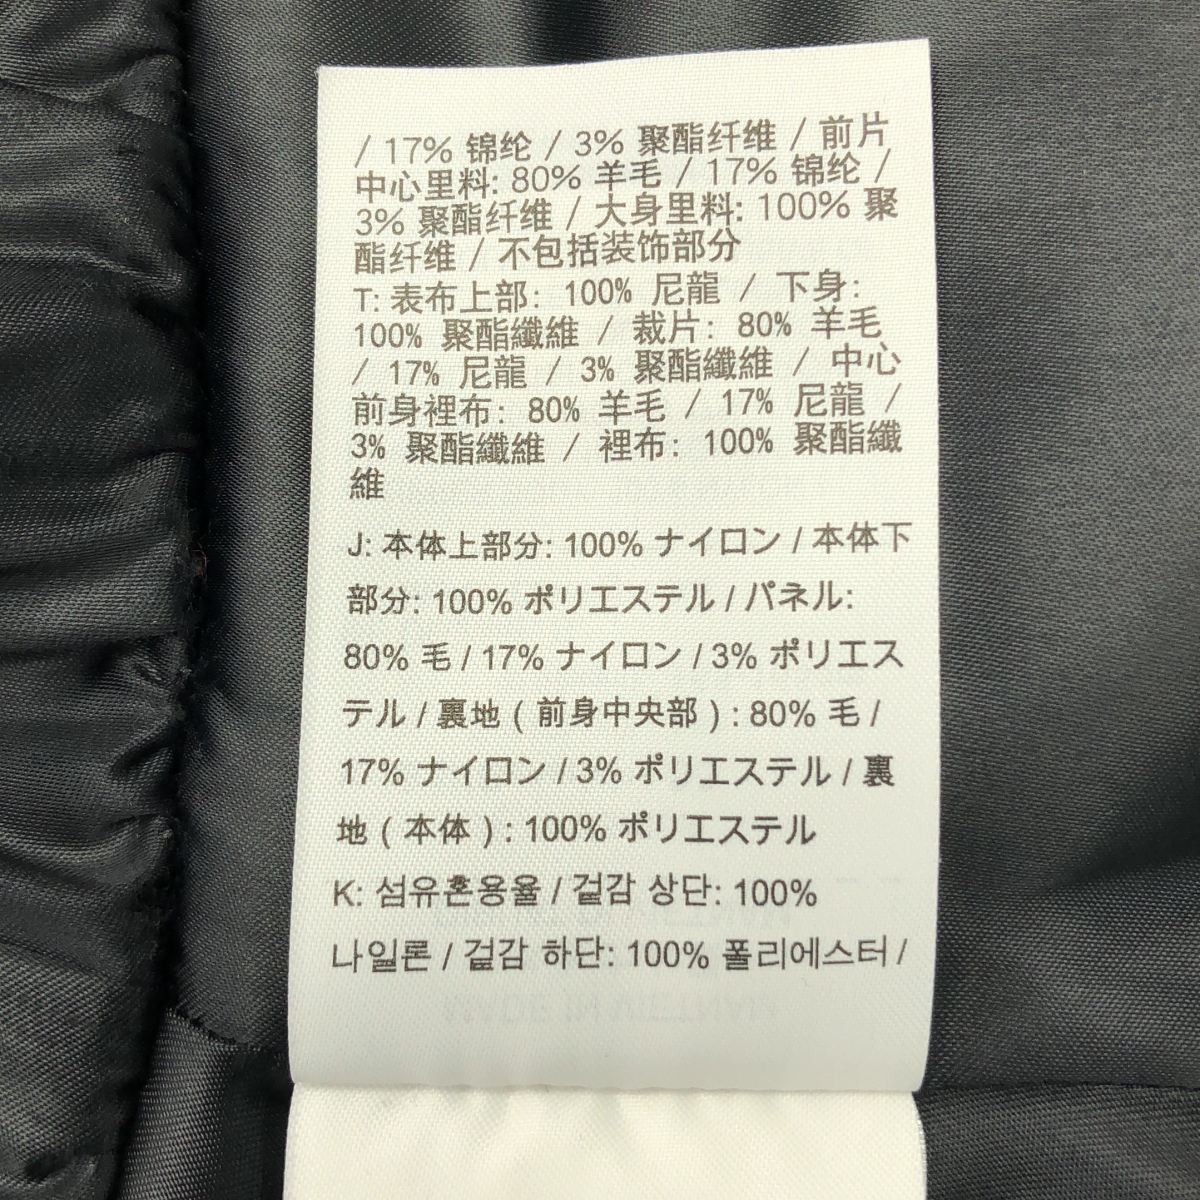 / 17% 锦纶 / 3% 聚酯纤维 / 前片
中心里料: 80% 羊毛 / 17% 锦纶 /
3% 聚酯纤维 / 大身里料: 100% 聚
酯纤维 / 不包括装饰部分
T: 表布上部: 100% 尼龍 / 下身:
100% 聚酯纖維 / 裁片: 80% 羊毛
/ 17% 尼龍 / 3% 聚酯纖維 / 中心
前身裡布: 80% 羊毛 / 17% 尼龍 /
3% 聚酯纖維 / 裡布: 100% 聚酯纖
維
J: 本体上部分: 100% ナイロン / 本体下
部分: 100% ポリエステル / パネル:
80% 毛 / 17% ナイロン / 3% ポリエス
テル / 裏地 ( 前身中央部 ) : 80% 毛 /
17% ナイロン / 3% ポリエステル / 裏
地 ( 本体 ) : 100% ポリエステル
K: 섬유혼용율 / 겉감 상단: 100%
나일론 / 겉감 하단: 100% 폴리에스터 /
MADE IN VIETNAM